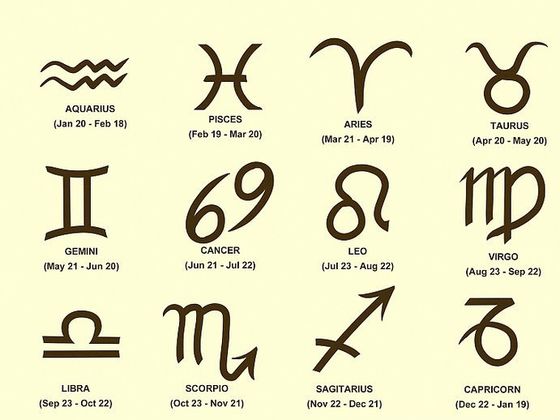 AQUARIUS
(Jan 20 - Feb 18)
PISCES
(Feb 19 - Mar 20)
ARIES
(Mar 21 - Apr 19)
TAURUS
(Apr 20 - May 20)
GEMINI
(May 21 - Jun 20)
CANCER
(Jun 21 - Jul 22)
LEO
(Jul 23 - Aug 22)
VIRGO
(Aug 23 - Sep 22)
LIBRA
(Sep 23 - Oct 22)
SCORPIO
(Oct 23 - Nov 21)
SAGITARIUS
(Nov 22 - Dec 21)
CAPRICORN
(Dec 22 - Jan 19)